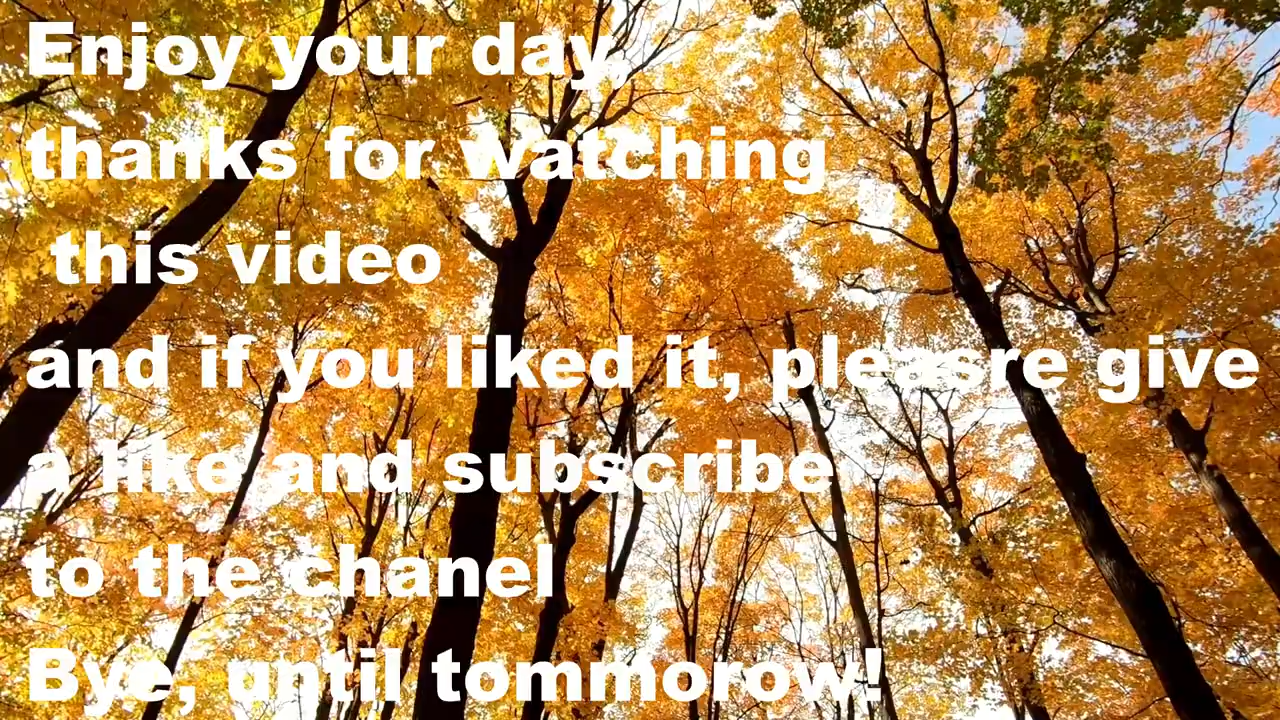 Enjoy your day,
thanks for watching
this video
and if you liked it, pleasre give
a like and subscribe
to the chanel
Bye, until tommorow!